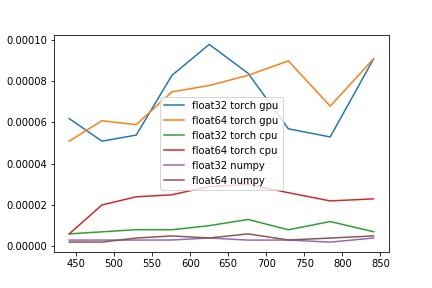 0.00010
0.00008
0.00006
0.00004
0.00002
0.00000
float32 torch gpu
float64 torch gpu
float32 torch cpu
float64 torch cpu
float32 numpy
float64 numpy
450 500 550 600 650 700 750 800 850